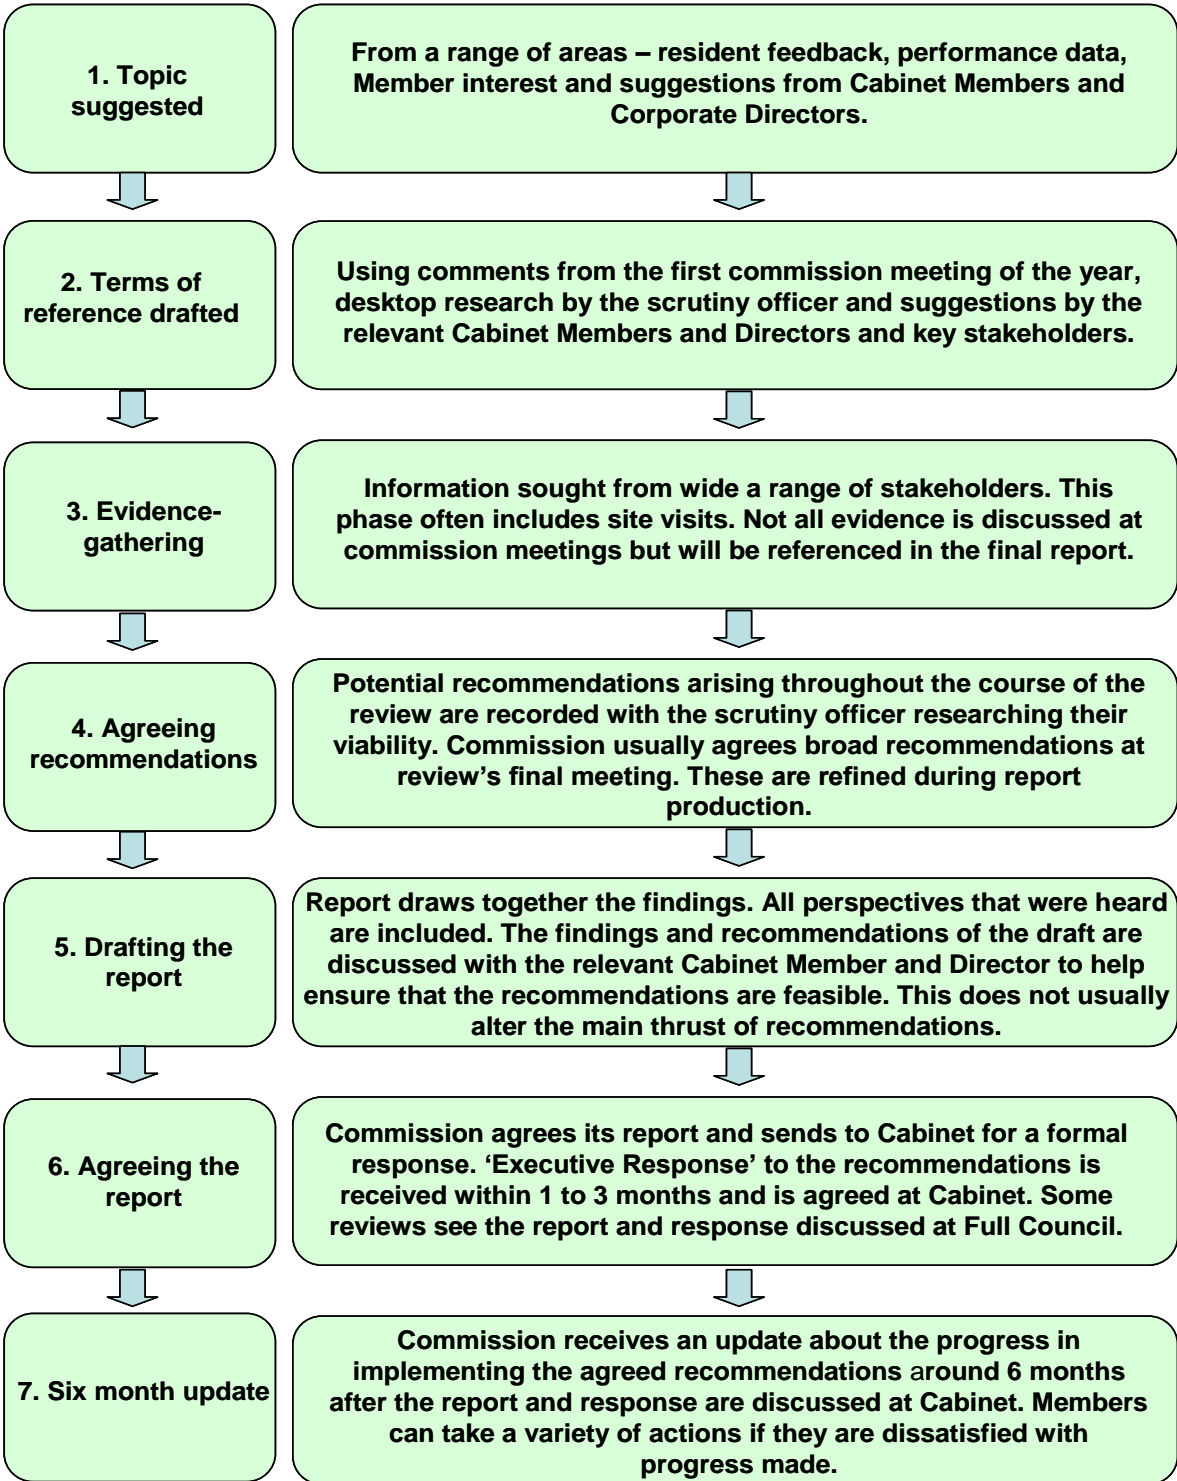 1. Topic
suggested
From a range of areas – resident feedback, performance data,
Member interest and suggestions from Cabinet Members and
Corporate Directors.
2. Terms of
reference drafted
Using comments from the first commission meeting of the year,
desktop research by the scrutiny officer and suggestions by the
relevant Cabinet Members and Directors and key stakeholders.
3. Evidence-
gathering
Information sought from wide a range of stakeholders. This
phase often includes site visits. Not all evidence is discussed at
commission meetings but will be referenced in the final report.
4. Agreeing
recommendations
Potential recommendations arising throughout the course of the
review are recorded with the scrutiny officer researching their
viability. Commission usually agrees broad recommendations at
review's final meeting. These are refined during report
production.
5. Drafting the
report
Report draws together the findings. All perspectives that were heard
are included. The findings and recommendations of the draft are
discussed with the relevant Cabinet Member and Director to help
ensure that the recommendations are feasible. This does not usually
alter the main thrust of recommendations.
6. Agreeing the
report
Commission agrees its report and sends to Cabinet for a formal
response. 'Executive Response' to the recommendations is
received within 1 to 3 months and is agreed at Cabinet. Some
reviews see the report and response discussed at Full Council.
7. Six month update
Commission receives an update about the progress in
implementing the agreed recommendations around 6 months
after the report and response are discussed at Cabinet. Members
can take a variety of actions if they are dissatisfied with
progress made.